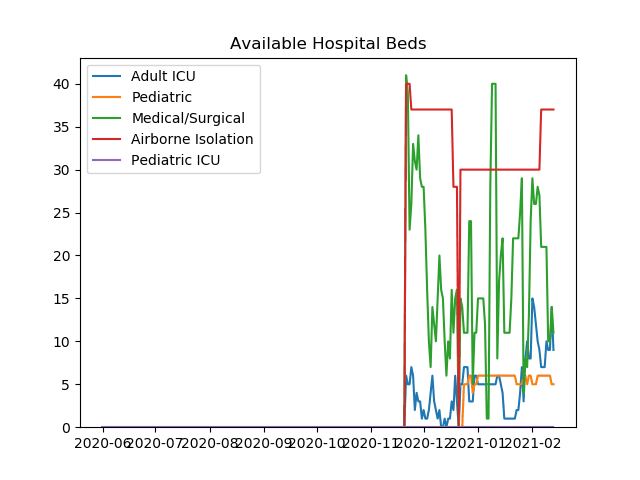 Available Hospital Beds
Adult ICU
Pediatric
Medical/Surgical
Airborne Isolation
Pediatric ICU
40
35
30
25
20
15
10
5
0
2020-06 2020-07 2020-08 2020-09 2020-10 2020-11 2020-12 2021-01 2021-02